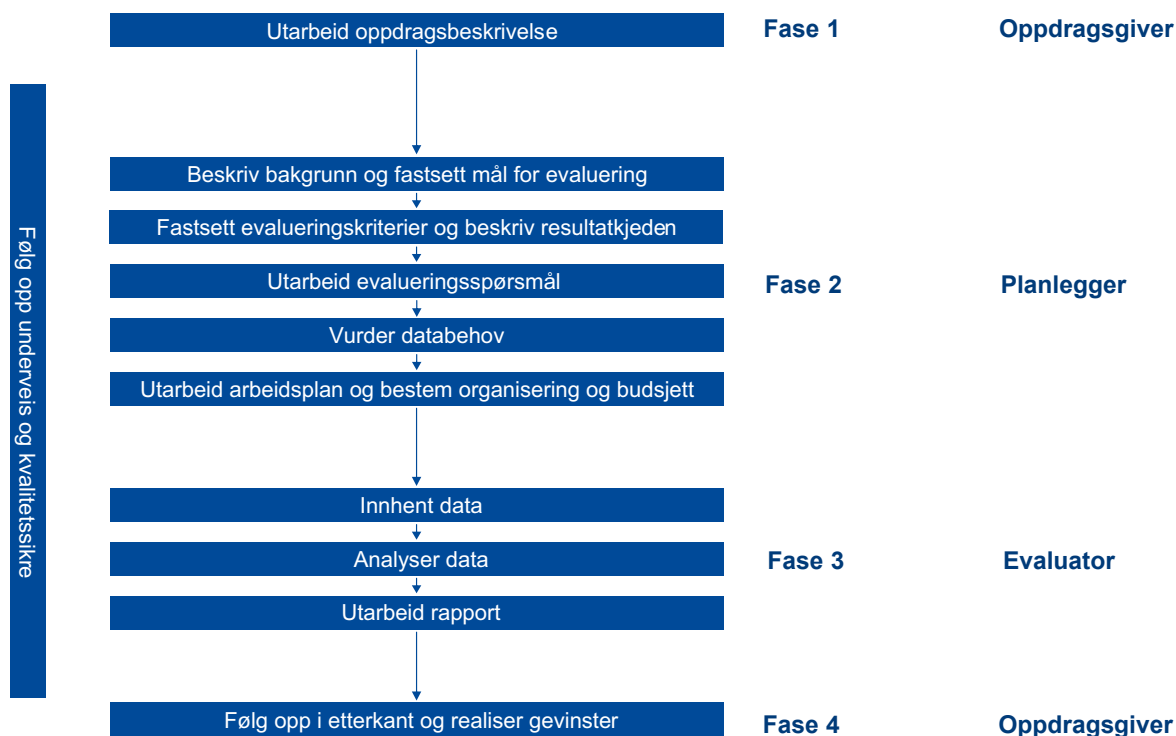 Utarbeid oppdragsbeskrivelse
Fase 1
Oppdragsgiver
Følg opp underveis og kvalitetssikre
Beskriv bakgrunn og fastsett mål for evaluering
Fastsett evalueringskriterier og beskriv resultatkjeden
Utarbeid evalueringsspørsmål
Fase 2
Planlegger
Vurder databehov
Utarbeid arbeidsplan og bestem organisering og budsjett
Innhent data
Analyser data
Fase 3
Evaluator
Utarbeid rapport
Følg opp i etterkant og realiser gevinster
Fase 4
Oppdragsgiver